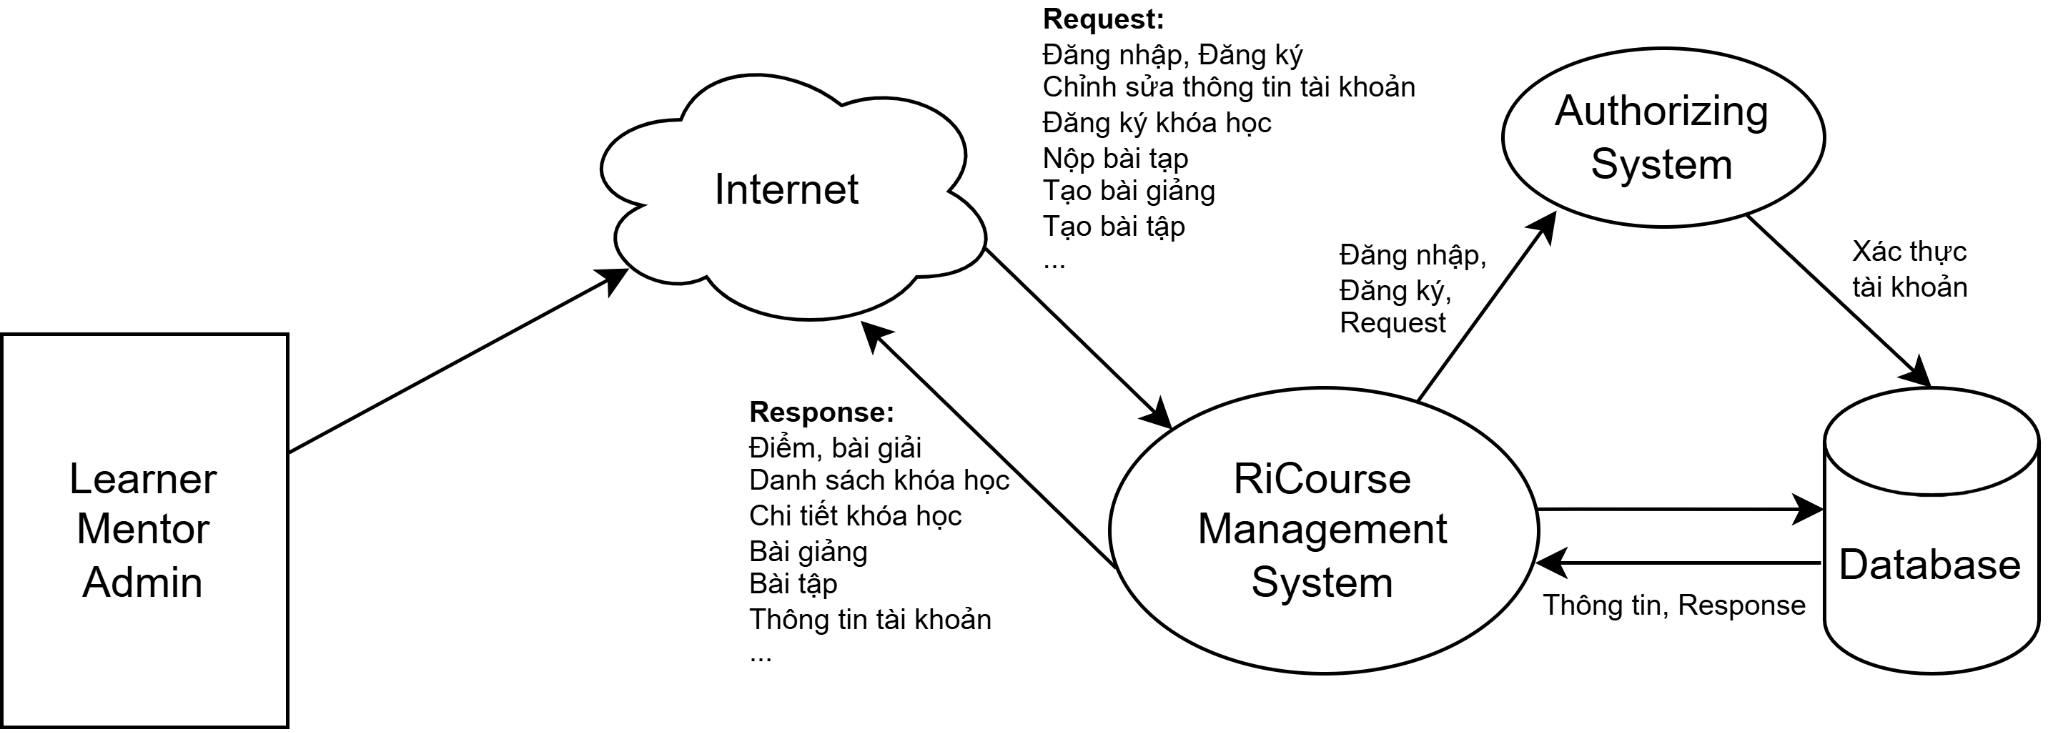 Request:
Đăng nhập, Đăng ký
Chỉnh sửa thông tin tài khoản
Đăng ký khóa học
Nộp bài tạp
Tạo bài giảng
Tạo bài tập
...
Authorizing
System
Internet
Đăng nhập,
Đăng ký,
Request
Xác thực
tài khoản
Learner
Mentor
Admin
Response:
Điểm, bài giải
Danh sách khóa học
Chi tiết khóa học
Bài giảng
Bài tập
Thông tin tài khoản
...
RiCourse
Management
System
Database
Thông tin, Response